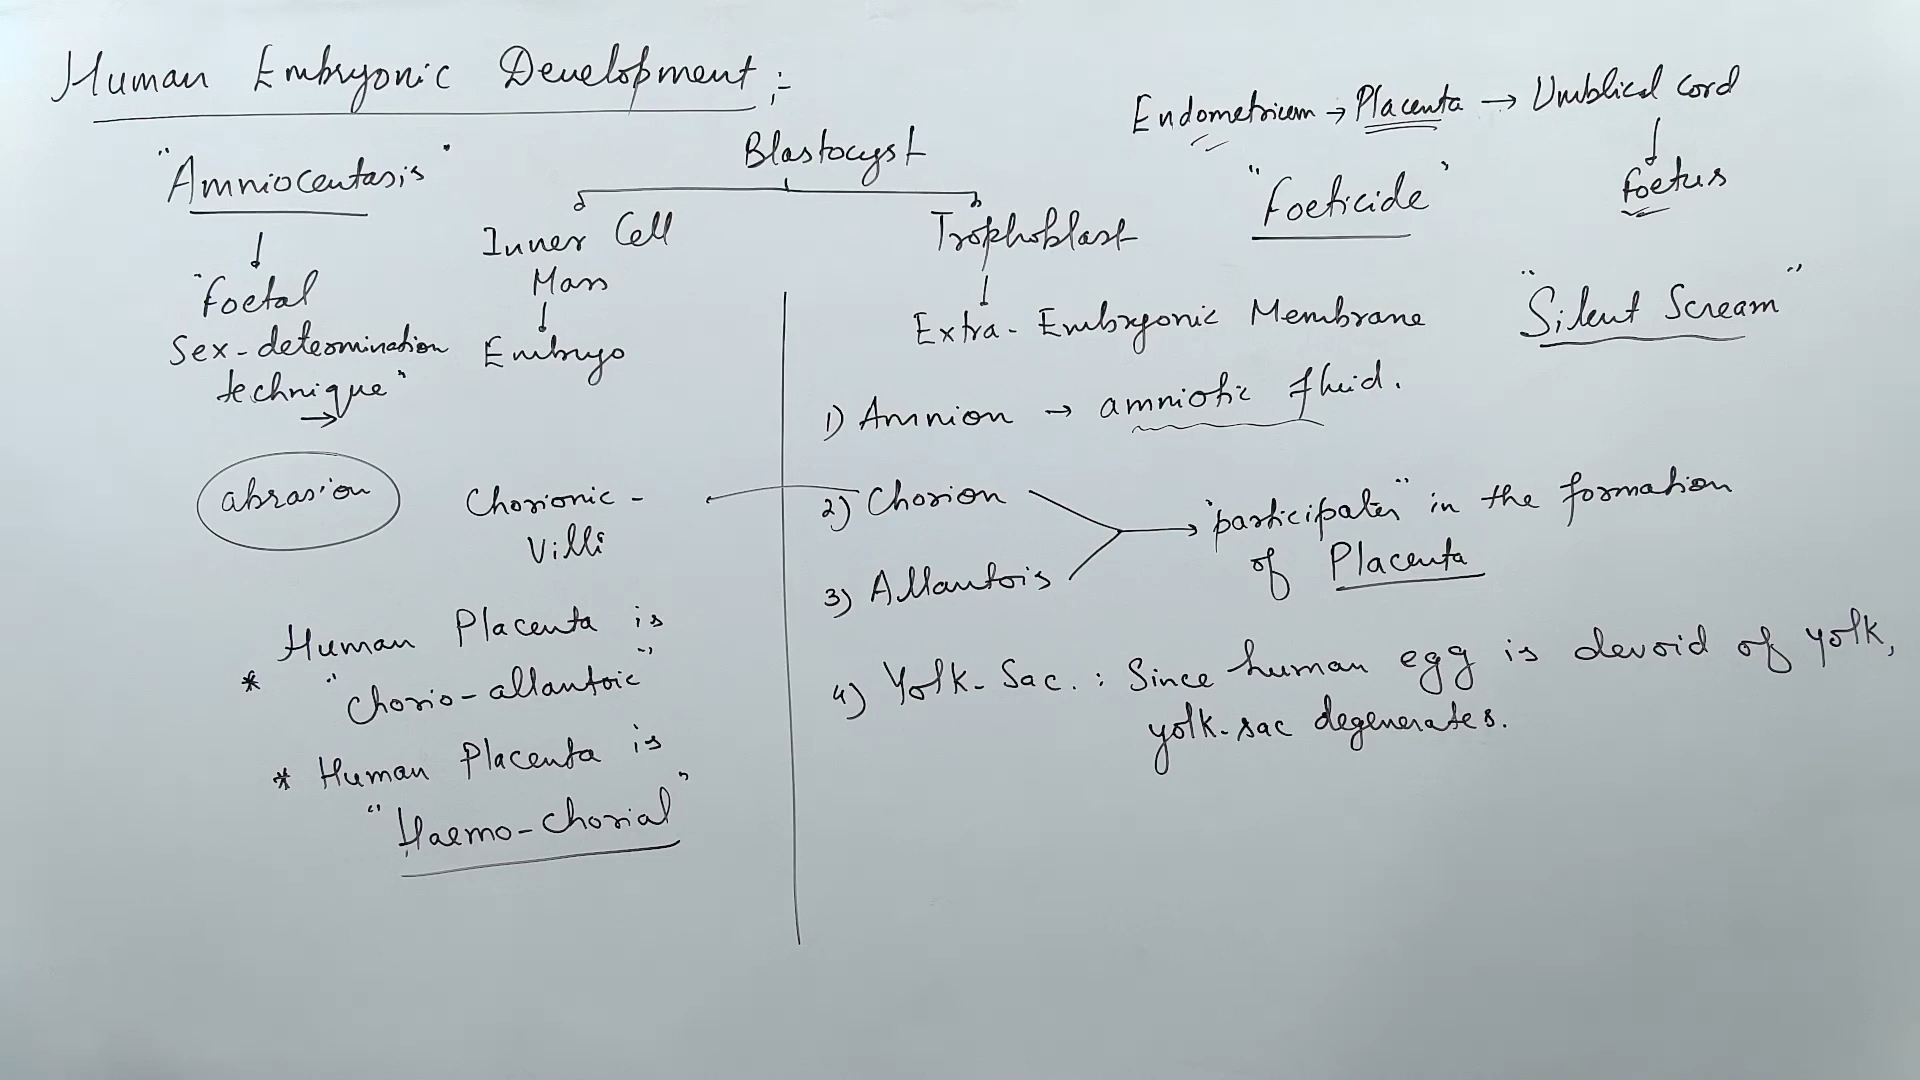 Human Embryonic Development :-
Endometrium → Placenta → Umblical Cord
↓
Foetus
"Foeticide"
"Silent Scream"
"Amniocentasis"
↓
"Foetal
Sex-determination
technique"
→
Blastocyst
Inner Cell
Mass
↓
Embryo
Trophoblast
↓
Extra-Embryonic Membrane
1) Amnion → amniotic fluid.
2) Chorion
3) Allantois
→ "participates" in the formation
of Placenta
4) Yolk-Sac. : Since human egg is devoid of yolk,
yolk-sac degenerates.
abrasion
Chorionic-
Villi
* Human Placenta is
"chorio-allantoic"
* Human Placenta is
"Haemo-chorial"